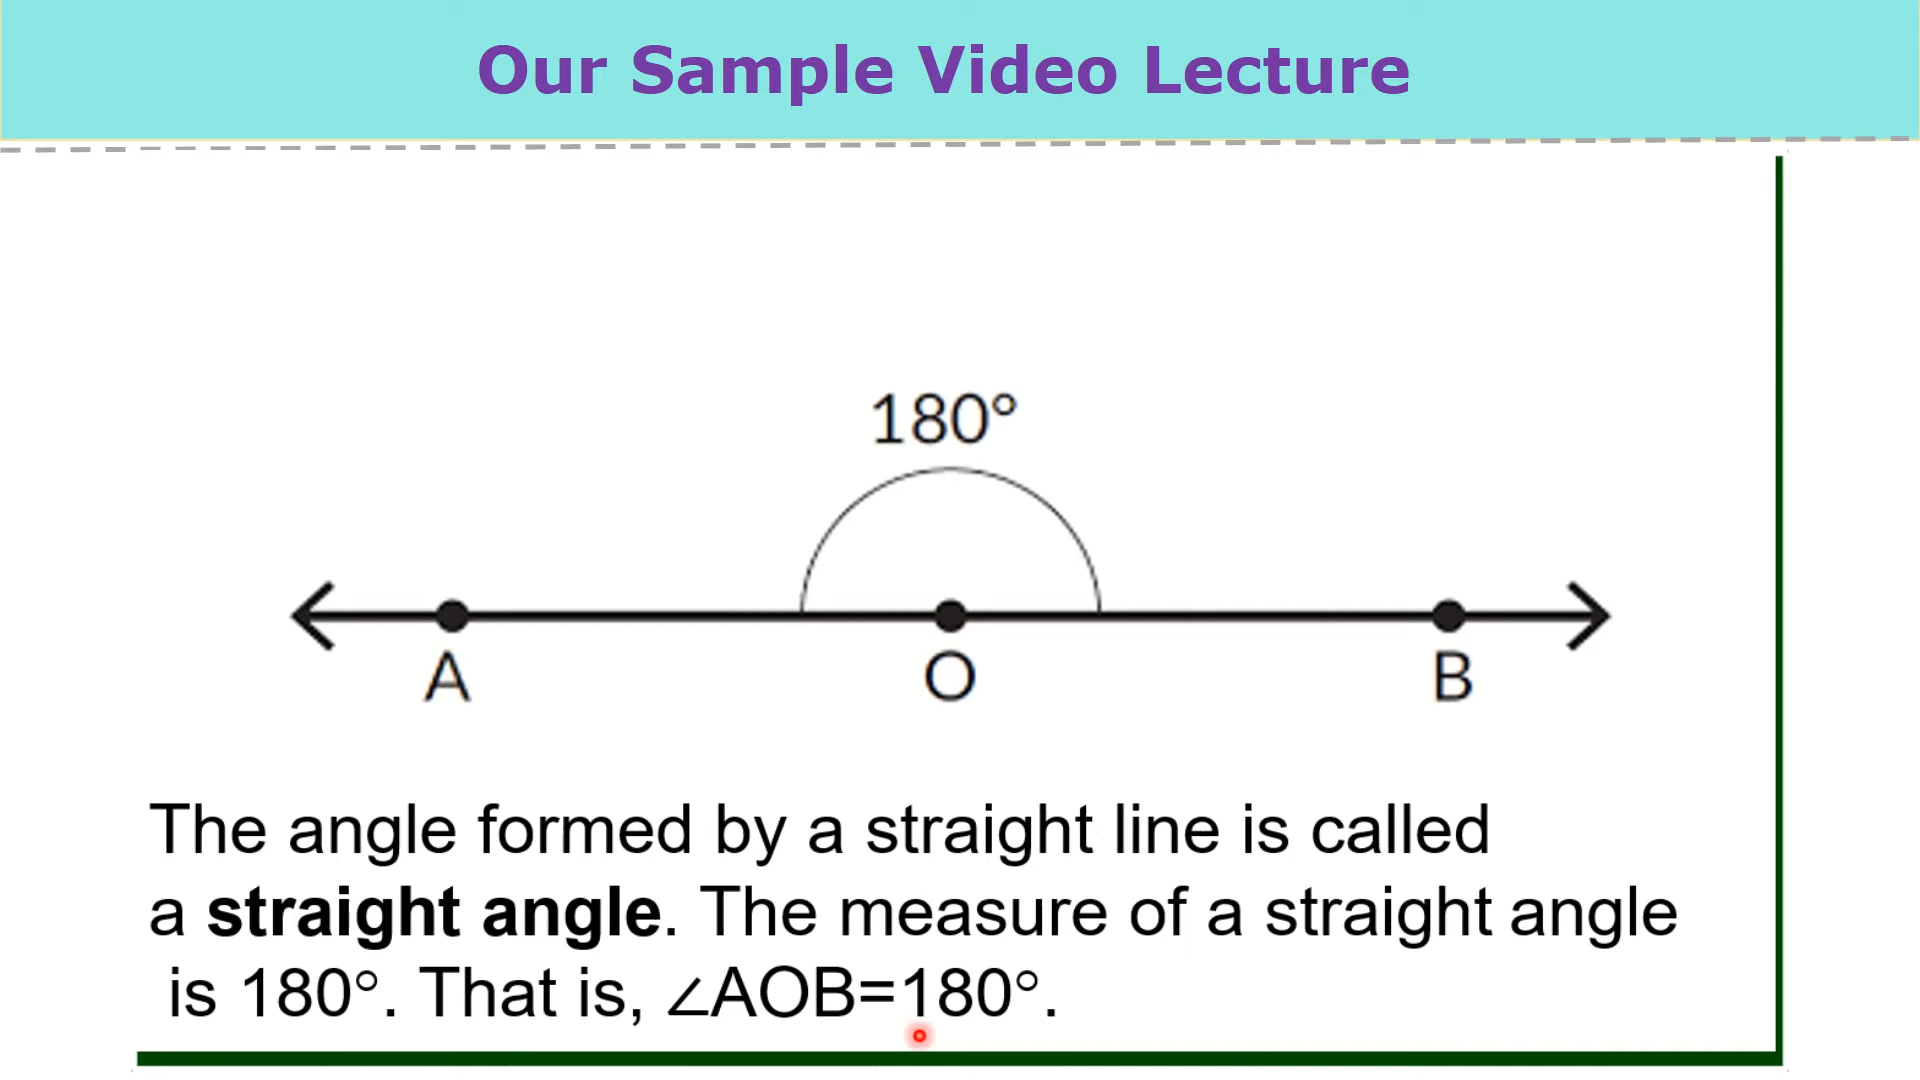 Our Sample Video Lecture
180°
A O B
The angle formed by a straight line is called
a straight angle. The measure of a straight angle
is 180°. That is, ∠AOB=180°.